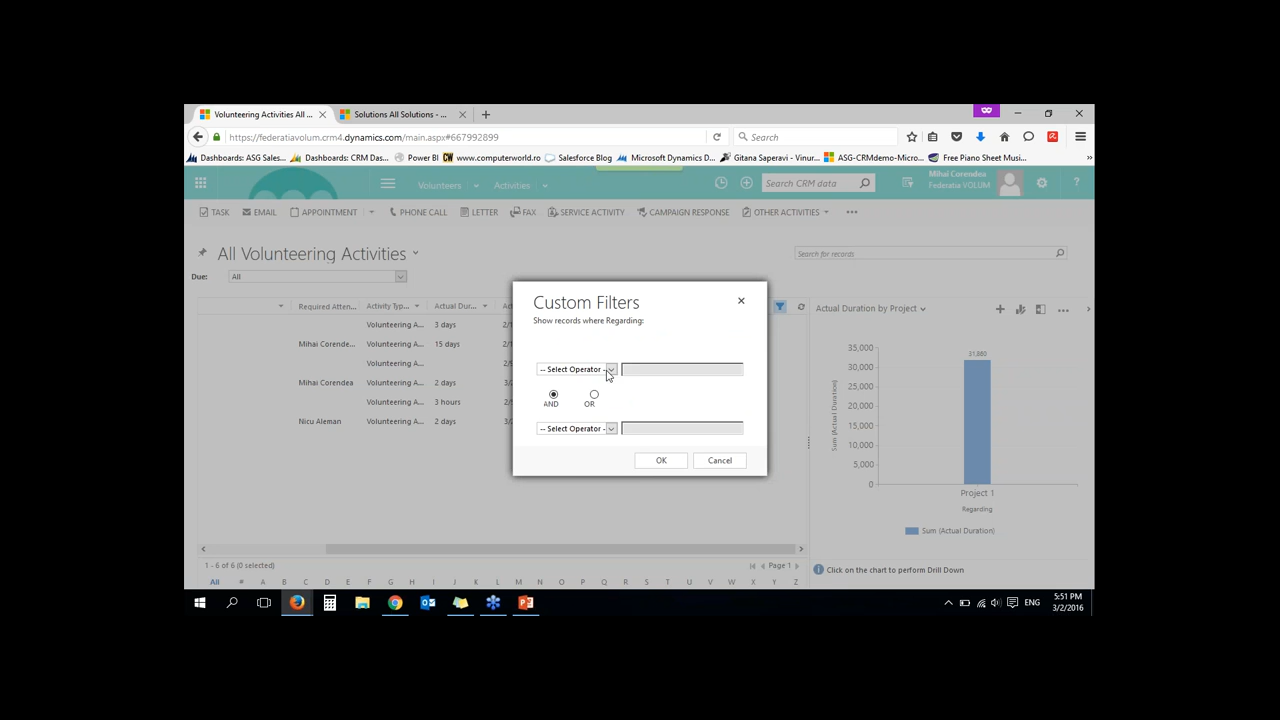 Volunteering Activities All ...
Solutions All Solutions - ...
https://federatiavolum.crm4.dynamics.com/main.aspx#667992899
Search
Dashboards: ASG Sales...
Dashboards: CRM Das...
Power BI
www.computerworld.ro
Salesforce Blog
Microsoft Dynamics D...
Gitana Saperavi - Vinur...
ASG-CRMdemo-Micro...
Free Piano Sheet Musi...
Volunteers
Activities
Search CRM data
Mihai Corendea
Federatia VOLUM
TASK
EMAIL
APPOINTMENT
PHONE CALL
LETTER
FAX
SERVICE ACTIVITY
CAMPAIGN RESPONSE
OTHER ACTIVITIES
All Volunteering Activities
Search for records
Due:
All
Required Atten...
Activity Typ...
Actual Dur...
Volunteering A...
3 days
2/1
Mihai Corende...
Volunteering A...
15 days
Volunteering A...
Mihai Corendea
Volunteering A...
2 days
Volunteering A...
3 hours
Nicu Aleman
Volunteering A...
2 days
Custom Filters
Show records where Regarding:
-- Select Operator -
AND
OR
-- Select Operator -
OK
Cancel
Actual Duration by Project
35,000
30,000
25,000
20,000
15,000
10,000
5,000
0
31,980
Sum (Actual Duration)
Project 1
Regarding
Sum (Actual Duration)
1 - 6 of 6 (0 selected)
Page 1
All # A B C D E F G H I J K L M N O P Q R S T U V W X Y Z
Click on the chart to perform Drill Down
ENG
5:51 PM
3/2/2016